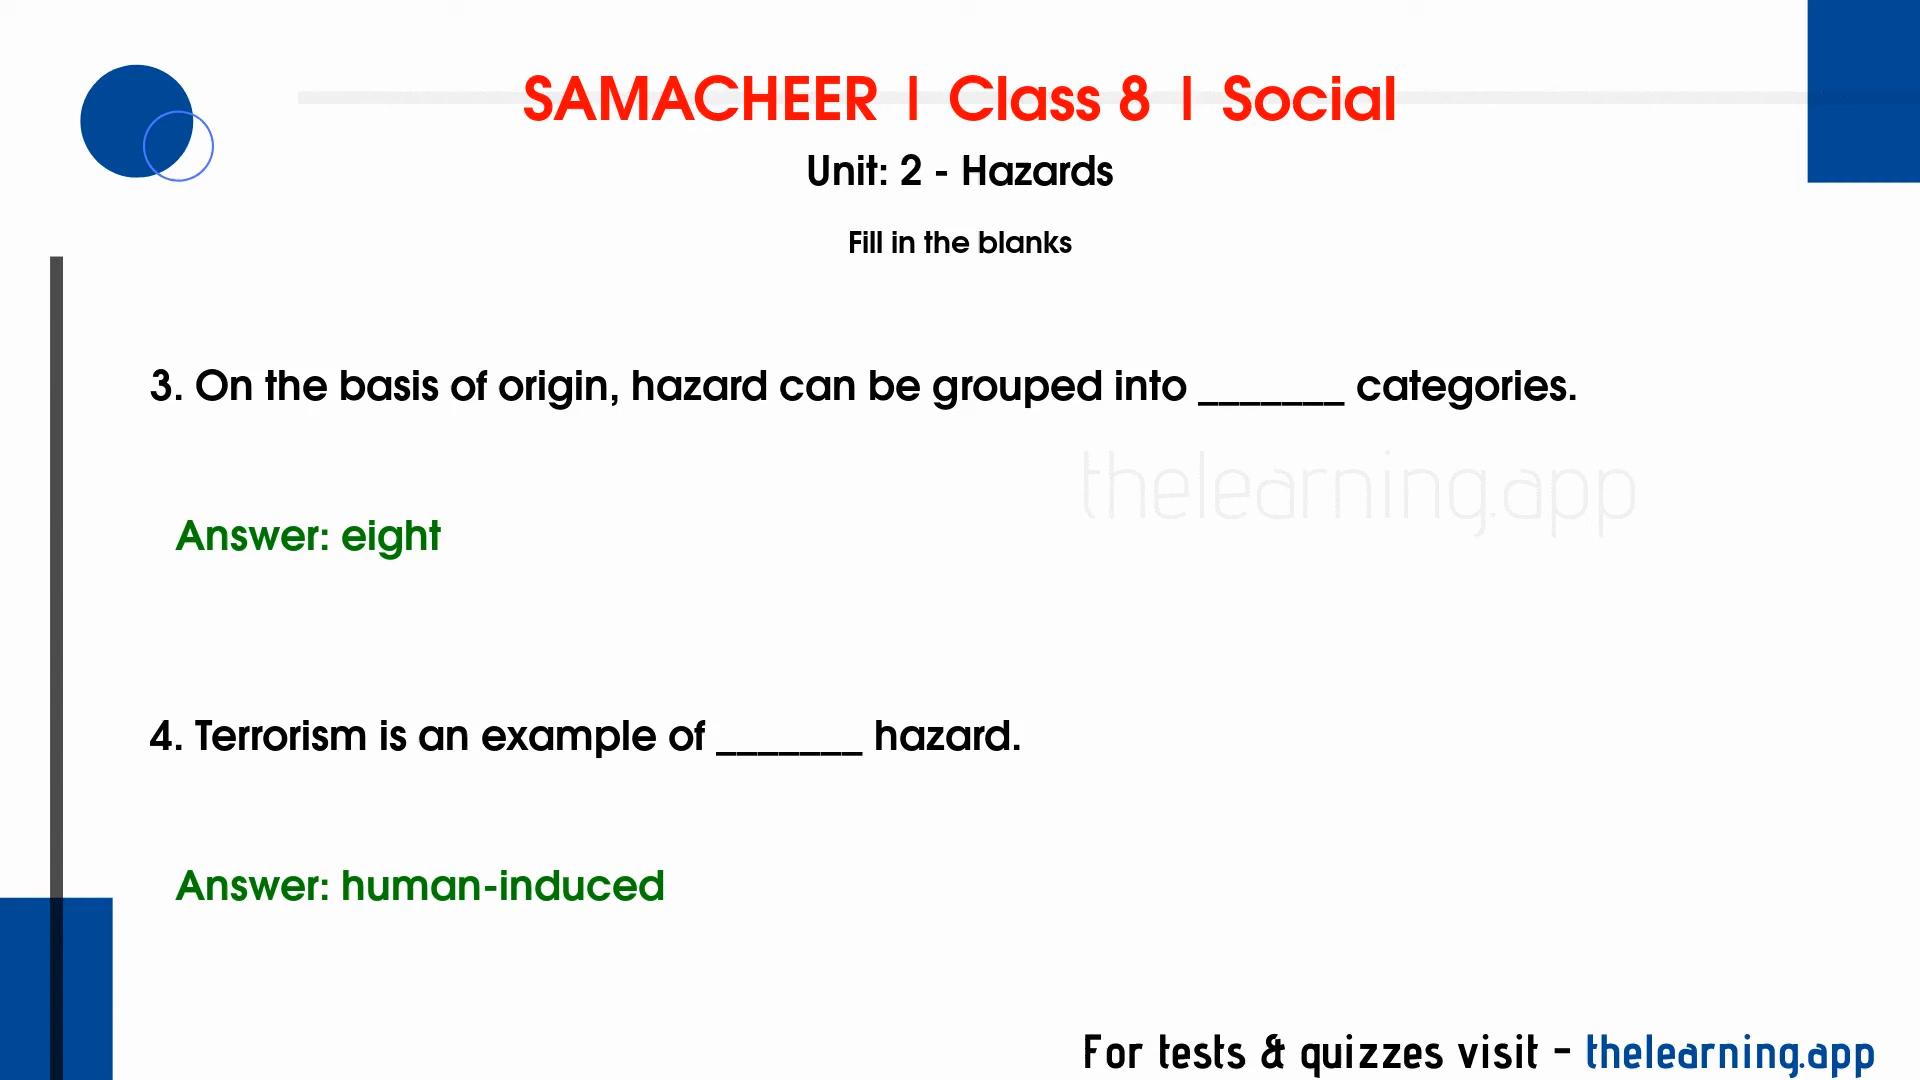 SAMACHEER | Class 8 | Social
Unit: 2 - Hazards
Fill in the blanks
3. On the basis of origin, hazard can be grouped into _______ categories.
thelearning.app
Answer: eight
4. Terrorism is an example of _______ hazard.
Answer: human-induced
For tests & quizzes visit - thelearning.app